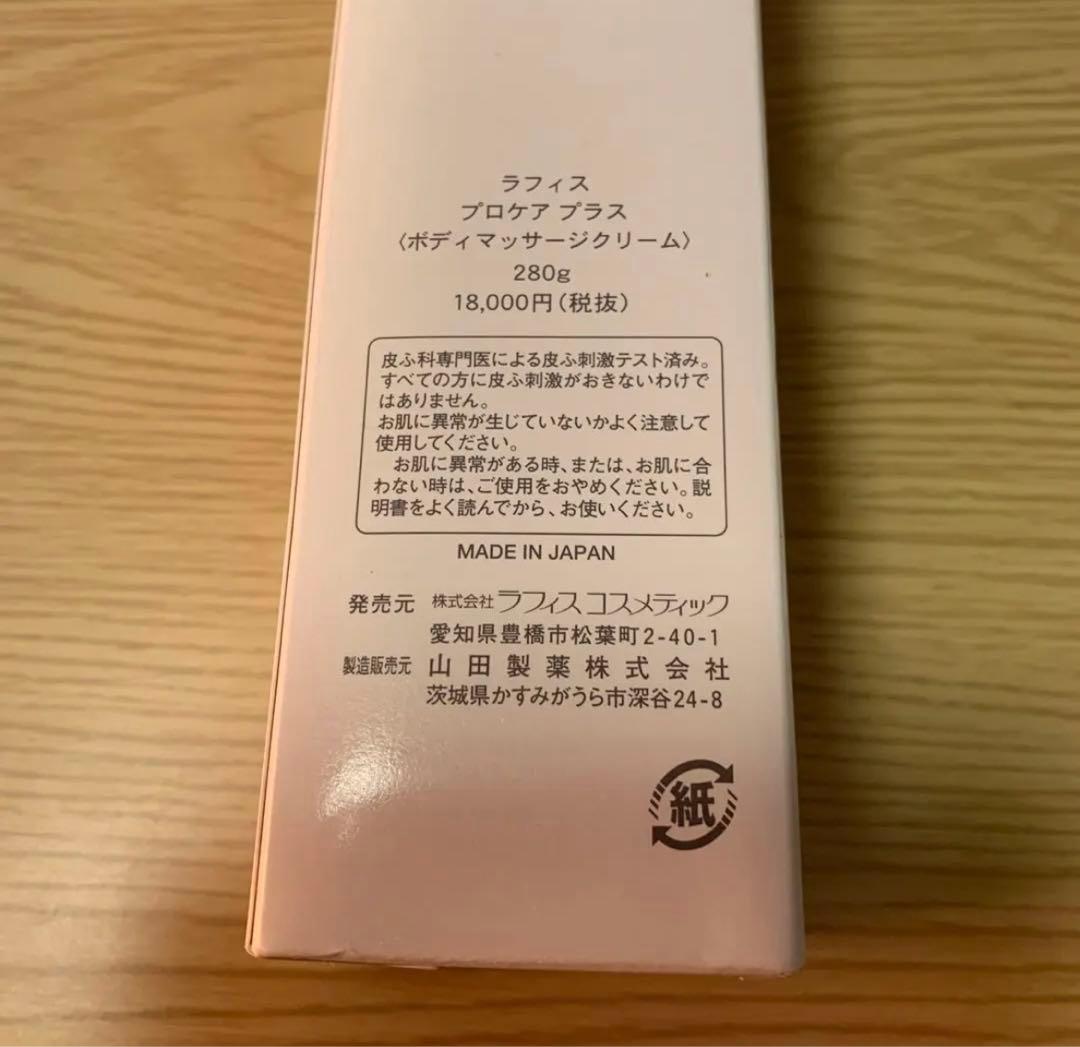 ラフィス
プロケア プラス
〈ボディマッサージクリーム〉
280g
18,000円(税抜)
皮ふ科専門医による皮ふ刺激テスト済み。
すべての方に皮ふ刺激がおきないわけで
はありません。
お肌に異常が生じていないかよく注意して
使用してください。
　お肌に異常がある時、または、お肌に合
わない時は、ご使用をおやめください。説
明書をよく読んでから、お使いください。
MADE IN JAPAN
発売元 株式会社ラフィスコスメティック
愛知県豊橋市松葉町2-40-1
製造販売元 山田製薬株式会社
茨城県かすみがうら市深谷24-8
紙